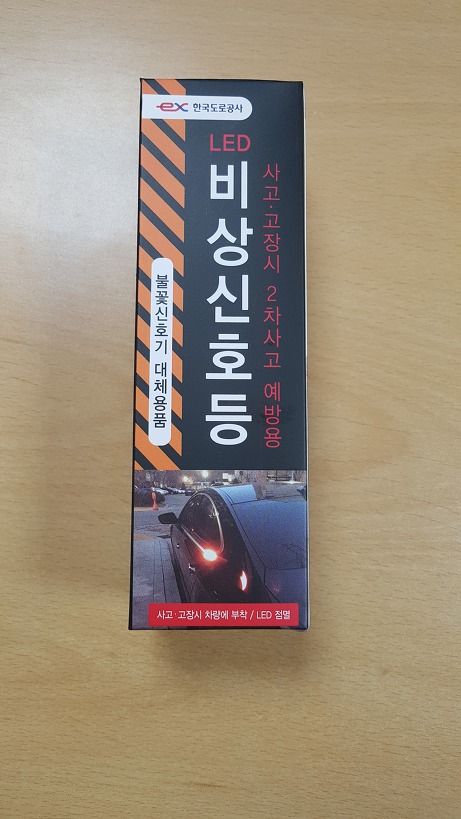 ex 한국도로공사
LED
비상신호등
사고·고장시 2차사고 예방용
불꽃신호기 대체용품
사고·고장시 차량에 부착 / LED 점멸